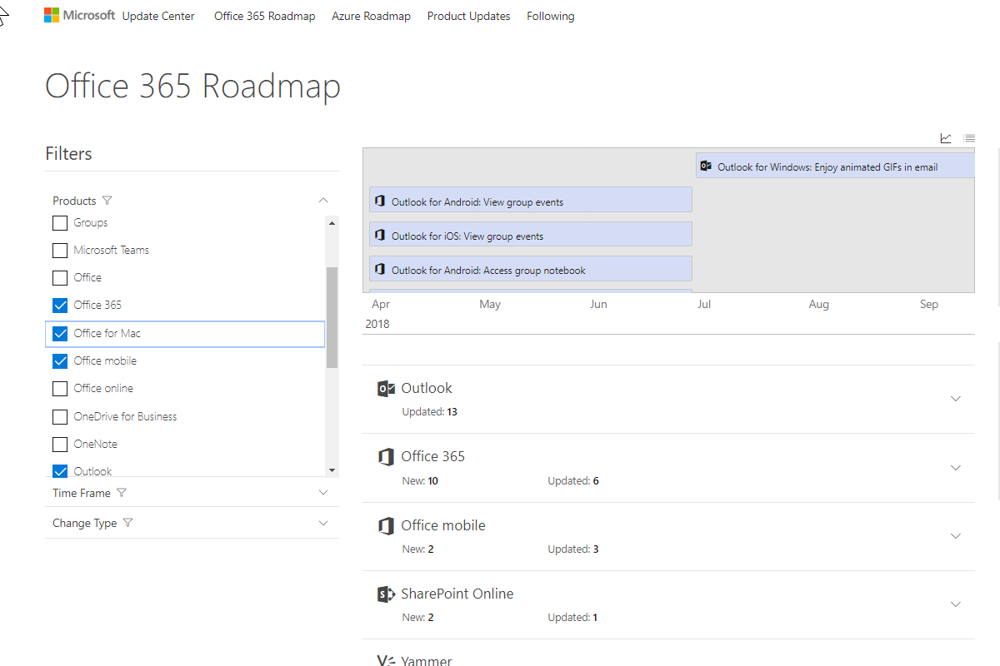 Microsoft Update Center Office 365 Roadmap Azure Roadmap Product Updates Following
Office 365 Roadmap
Filters
Products
Groups
Microsoft Teams
Office
Office 365
Office for Mac
Office mobile
Office online
OneDrive for Business
OneNote
Outlook
Time Frame
Change Type
Outlook for Windows: Enjoy animated GIFs in email
Outlook for Android: View group events
Outlook for iOS: View group events
Outlook for Android: Access group notebook
Apr May Jun Jul Aug Sep
2018
Outlook
Updated: 13
Office 365
New: 10 Updated: 6
Office mobile
New: 2 Updated: 3
SharePoint Online
New: 2 Updated: 1
Yammer